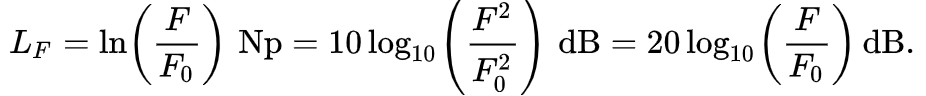 L_F = ln(F/F_0) Np = 10 log_10(F^2/F_0^2) dB = 20 log_10(F/F_0) dB.